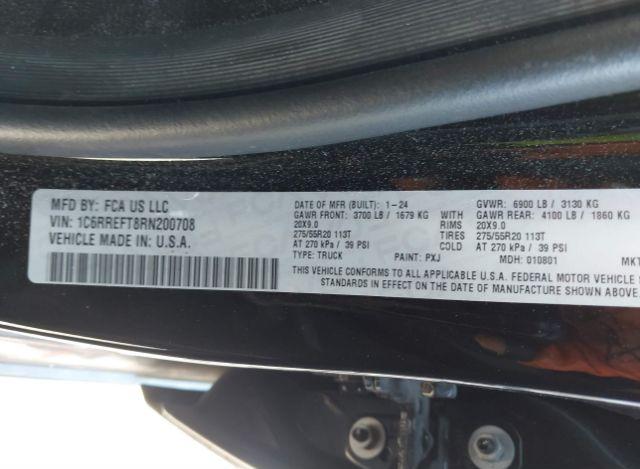 MFD BY: FCA US LLC
VIN: 1C6RREFT8RN200708
VEHICLE MADE IN: U.S.A.
DATE OF MFR (BUILT): 1-24
GVWR: 6900 LB / 3130 KG
GAWR FRONT: 3700 LB / 1679 KG WITH GAWR REAR: 4100 LB / 1860 KG
20X9.0 RIMS 20X9.0
275/55R20 113T TIRES 275/55R20 113T
AT 270 kPa / 39 PSI COLD AT 270 kPa / 39 PSI
TYPE: TRUCK PAINT: PXJ MDH: 010801 MKT
THIS VEHICLE CONFORMS TO ALL APPLICABLE U.S.A. FEDERAL MOTOR VEHICLE
STANDARDS IN EFFECT ON THE DATE OF MANUFACTURE SHOWN ABOVE.